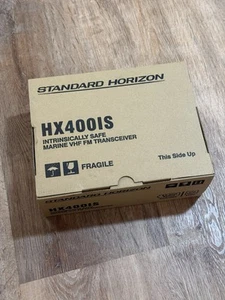 STANDARD HORIZON
HX400IS
INTRINSICALLY SAFE
MARINE VHF FM TRANSCEIVER
FRAGILE
This Side Up
HX400IS